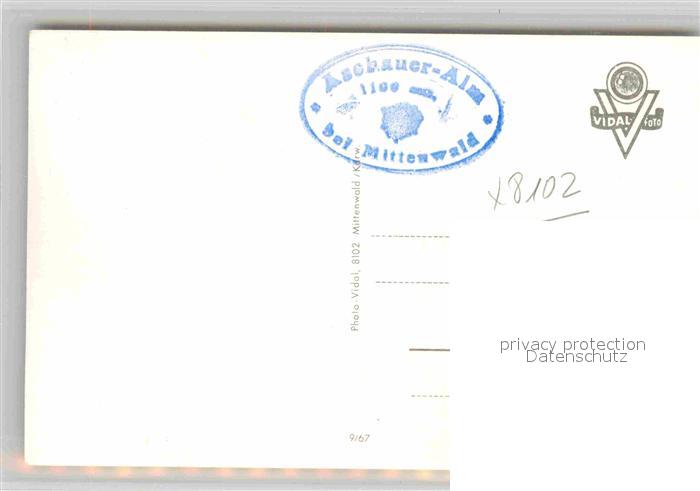 Aschauer-Alm
1100
bei Mittenwald
VIDAL-FOTO
x8102
Photo-Vidal, 8102 Mittenwald/Karw.
privacy protection
Datenschutz
9/67